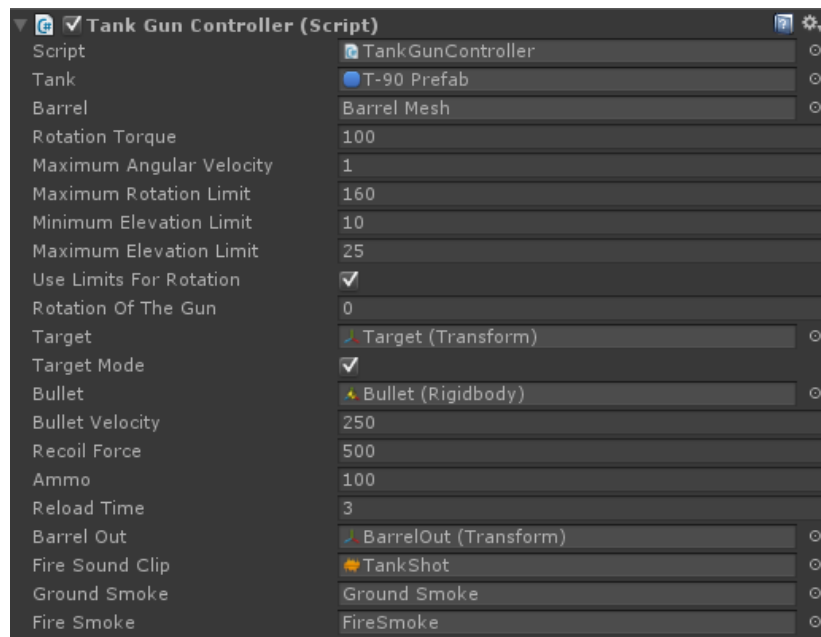 Tank Gun Controller (Script)
Script TankGunController
Tank T-90 Prefab
Barrel Barrel Mesh
Rotation Torque 100
Maximum Angular Velocity 1
Maximum Rotation Limit 160
Minimum Elevation Limit 10
Maximum Elevation Limit 25
Use Limits For Rotation
Rotation Of The Gun 0
Target Target (Transform)
Target Mode
Bullet Bullet (Rigidbody)
Bullet Velocity 250
Recoil Force 500
Ammo 100
Reload Time 3
Barrel Out BarrelOut (Transform)
Fire Sound Clip TankShot
Ground Smoke Ground Smoke
Fire Smoke FireSmoke